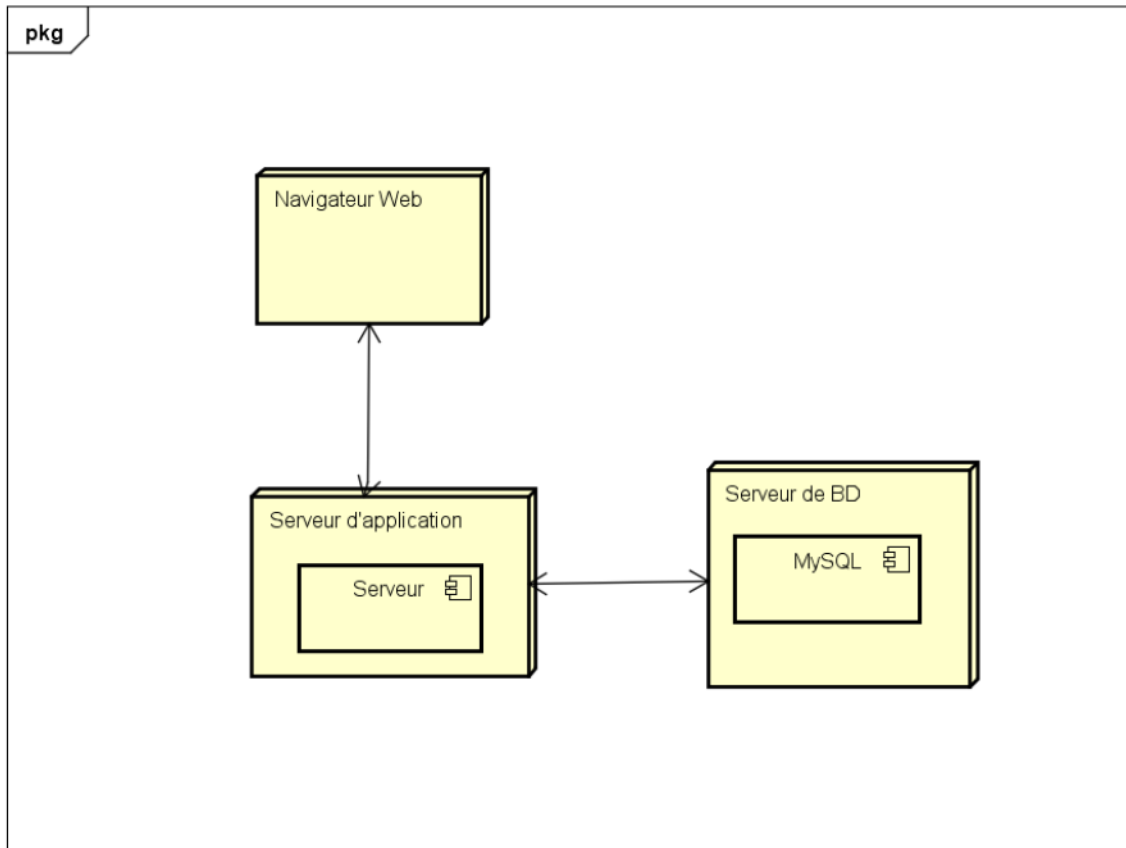 pkg
Navigateur Web
Serveur d'application
Serveur
Serveur de BD
MySQL